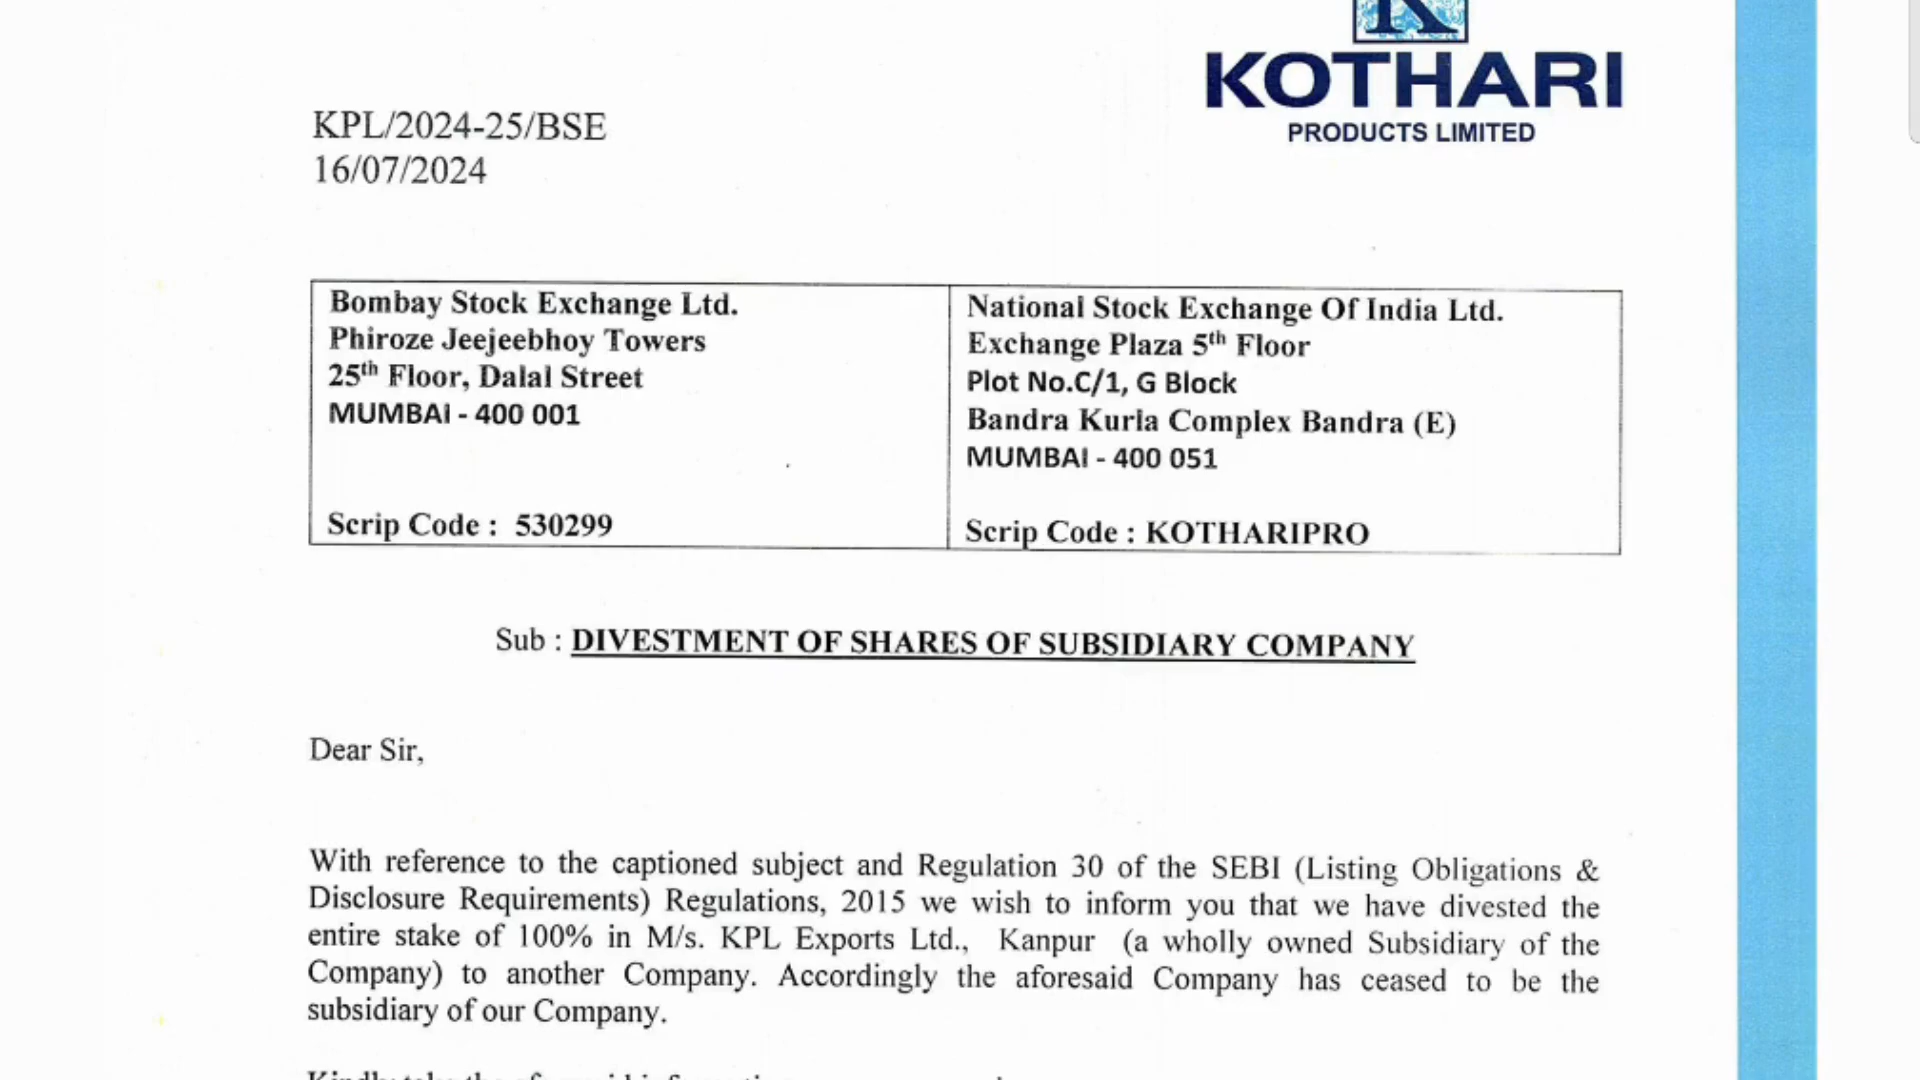 K
KOTHARI
PRODUCTS LIMITED
KPL/2024-25/BSE
16/07/2024
Bombay Stock Exchange Ltd.
Phiroze Jeejeebhoy Towers
25th Floor, Dalal Street
MUMBAI - 400 001
Scrip Code : 530299
National Stock Exchange Of India Ltd.
Exchange Plaza 5th Floor
Plot No.C/1, G Block
Bandra Kurla Complex Bandra (E)
MUMBAI - 400 051
Scrip Code : KOTHARIPRO
Sub : DIVESTMENT OF SHARES OF SUBSIDIARY COMPANY
Dear Sir,
With reference to the captioned subject and Regulation 30 of the SEBI (Listing Obligations &
Disclosure Requirements) Regulations, 2015 we wish to inform you that we have divested the
entire stake of 100% in M/s. KPL Exports Ltd., Kanpur (a wholly owned Subsidiary of the
Company) to another Company. Accordingly the aforesaid Company has ceased to be the
subsidiary of our Company.